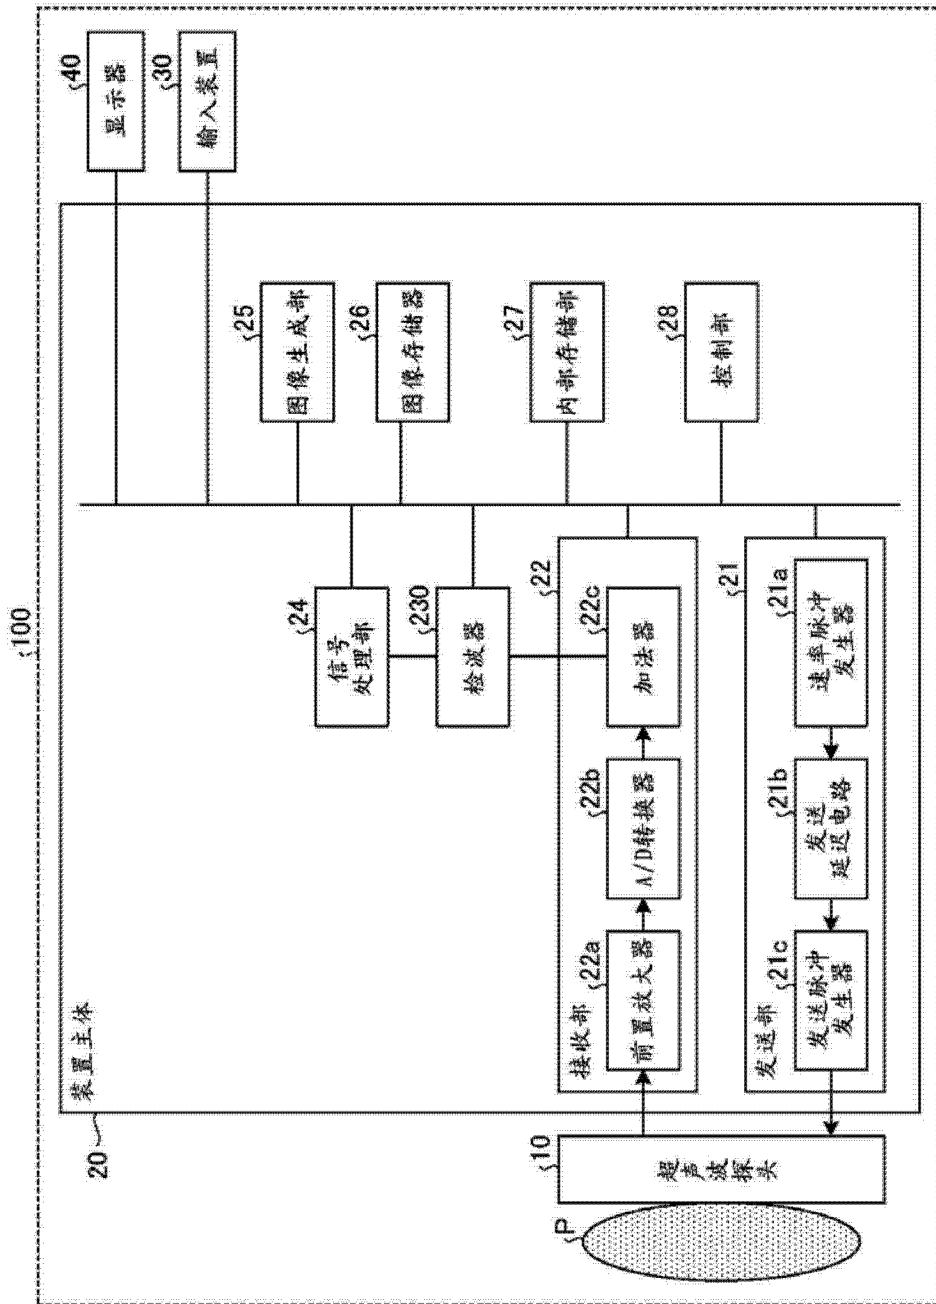 100
20
装置主体
P
10
超声波探头
接收部
22
22a
前置放大器
22b
A/D转换器
22c
加法器
发送部
21
21c
发送脉冲
发生器
21b
发送
延迟电路
21a
速率脉冲
发生器
24
信号
处理部
230
检波器
25
图像生成部
26
图像存储器
27
内部存储部
28
控制部
40
显示器
30
输入装置